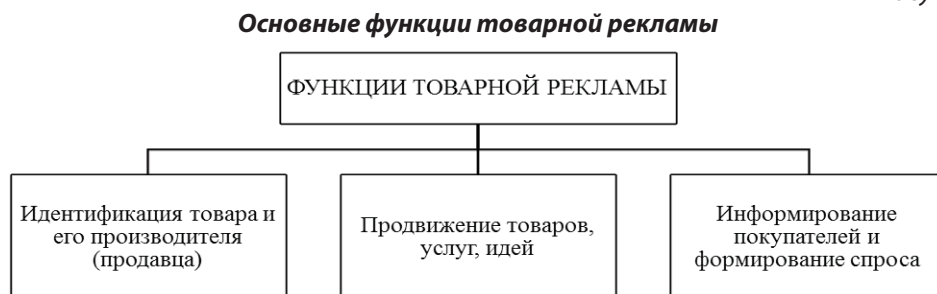 Основные функции товарной рекламы
ФУНКЦИИ ТОВАРНОЙ РЕКЛАМЫ
Идентификация товара и
его производителя
(продавца)
Продвижение товаров,
услуг, идей
Информирование
покупателей и
формирование спроса